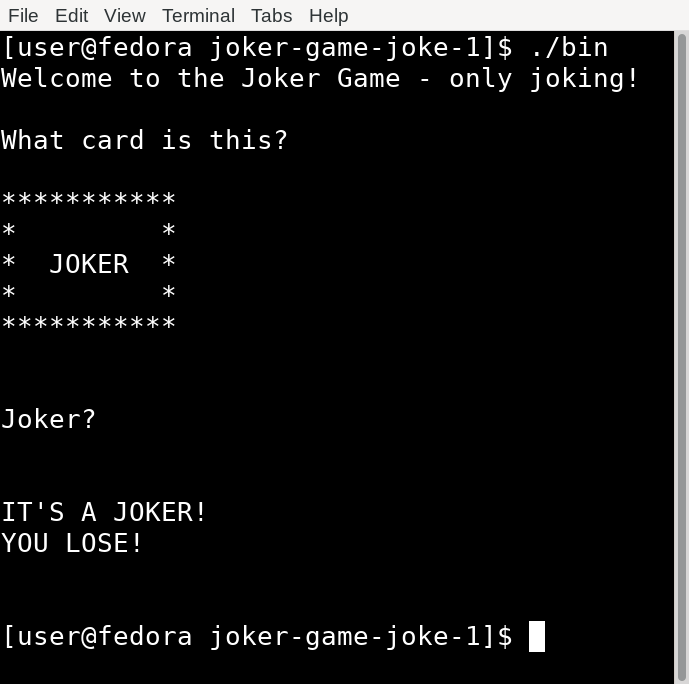 File Edit View Terminal Tabs Help
[user@fedora joker-game-joke-1]$ ./bin
Welcome to the Joker Game - only joking!
What card is this?
***********
*         *
*  JOKER  *
*         *
***********
Joker?
IT'S A JOKER!
YOU LOSE!
[user@fedora joker-game-joke-1]$